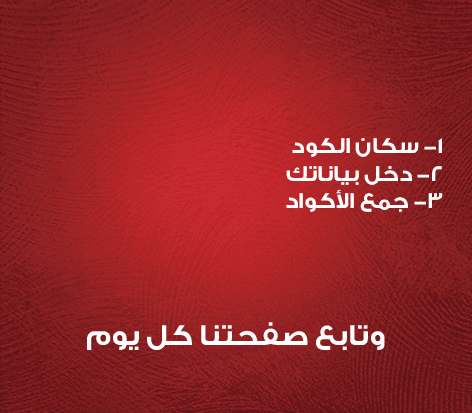 ١- سكان الكود
٢- دخل بياناتك
٣- جمع الأكواد
وتابع صفحتنا كل يوم